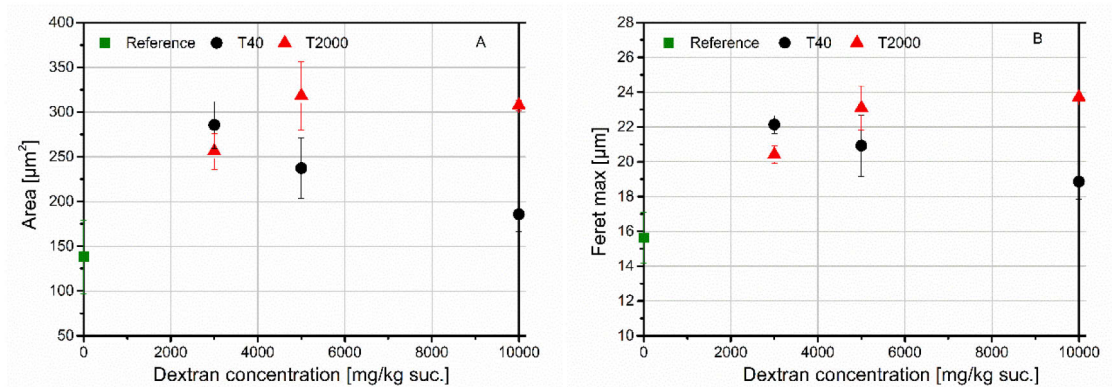 400
350
300
250
200
150
100
50
Area [µm²]
Reference T40 T2000 A
0 2000 4000 6000 8000 10000
Dextran concentration [mg/kg suc.]
28
26
24
22
20
18
16
14
12
10
Feret max [µm]
Reference T40 T2000 B
0 2000 4000 6000 8000 10000
Dextran concentration [mg/kg suc.]